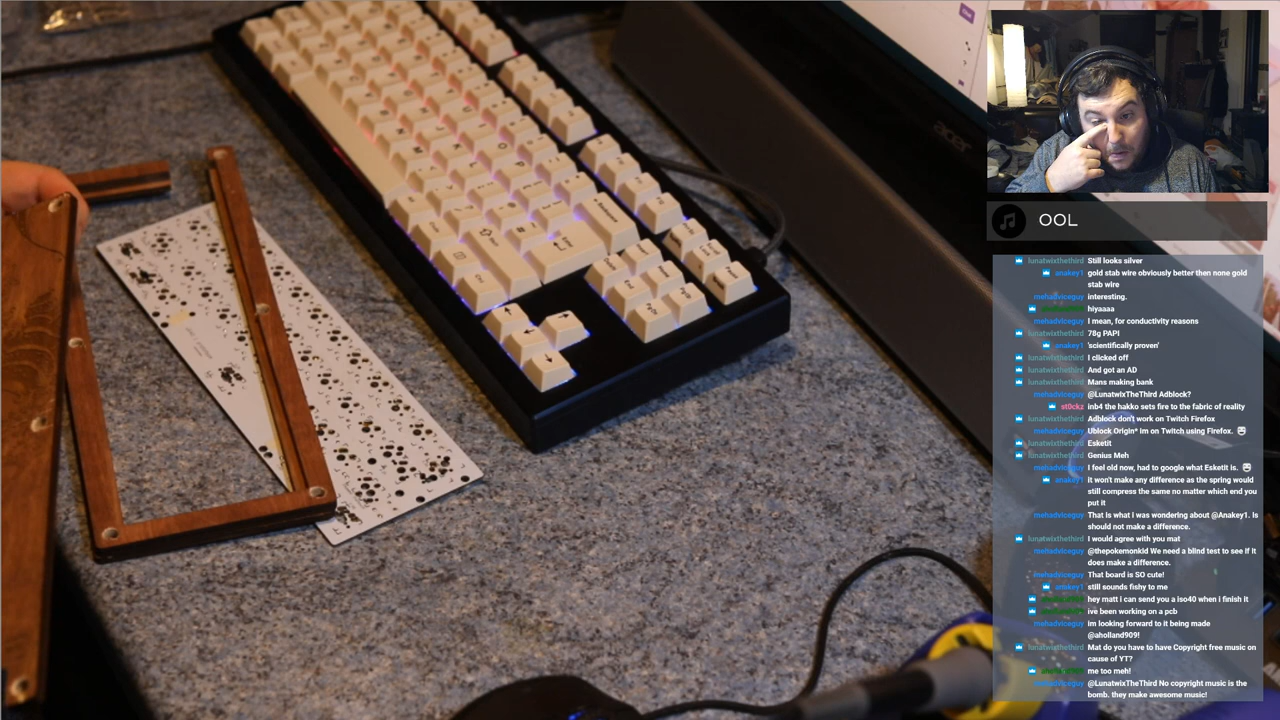 acer
OOL
lunatwixthethird Still looks silver
anakey1 gold stab wire obviously better then none gold
stab wire
mehadviceguy interesting.
hiyaaaa
mehadviceguy I mean, for conductivity reasons
lunatwixthethird 78g PAPI
anakey1 'scientifically proven'
lunatwixthethird I clicked off
lunatwixthethird And got an AD
lunatwixthethird Mans making bank
mehadviceguy @LunatwixTheThird Adblock?
st0ckz inb4 the hakko sets fire to the fabric of reality
lunatwixthethird Adblock don't work on Twitch Firefox
mehadviceguy Ublock Origin* Im on Twitch using Firefox.
lunatwixthethird Esketit
lunatwixthethird Genius Meh
mehadviceguy I feel old now, had to google what Esketit is.
anakey1 it won't make any difference as the spring would
still compress the same no matter which end you
put it
mehadviceguy That is what I was wondering about @Anakey1. Is
should not make a difference.
lunatwixthethird I would agree with you mat
mehadviceguy @thepokemonkid We need a blind test to see if it
does make a difference.
mehadviceguy That board is SO cute!
anakey1 still sounds fishy to me
hey matt i can send you a iso40 when i finish it
ive been working on a pcb
mehadviceguy im looking forward to it being made
@aholland909!
lunatwixthethird Mat do you have to have Copyright free music on
cause of YT?
me too meh!
mehadviceguy @LunatwixTheThird No copyright music is the
bomb. they make awesome music!